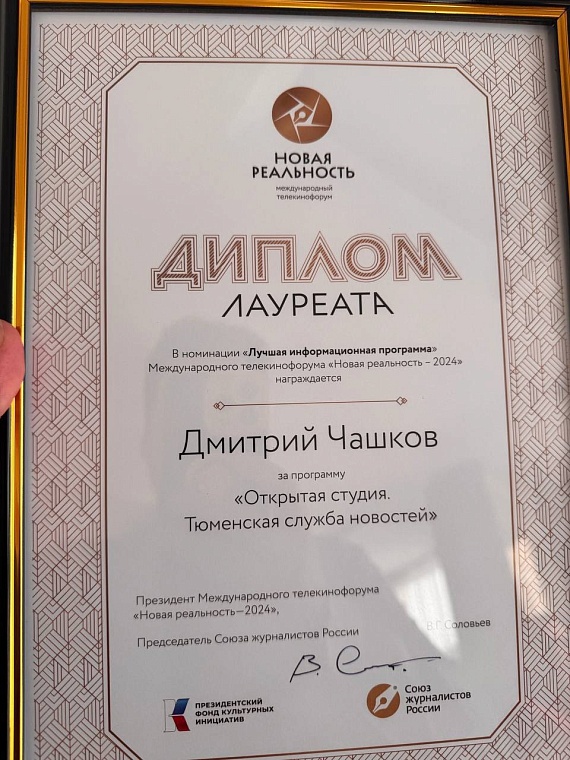 НОВАЯ
РЕАЛЬНОСТЬ
международный
телекинофорум
ДИПЛОМ
ЛАУРЕАТА
В номинации «Лучшая информационная программа»
Международного телекинофорума «Новая реальность – 2024»
награждается
Дмитрий Чашков
за программу
«Открытая студия.
Тюменская служба новостей»
Президент Международного телекинофорума
«Новая реальность—2024»,
Председатель Союза журналистов России
В.Г. Соловьев
ПРЕЗИДЕНТСКИЙ
ФОНД КУЛЬТУРНЫХ
ИНИЦИАТИВ
Союз
журналистов
России